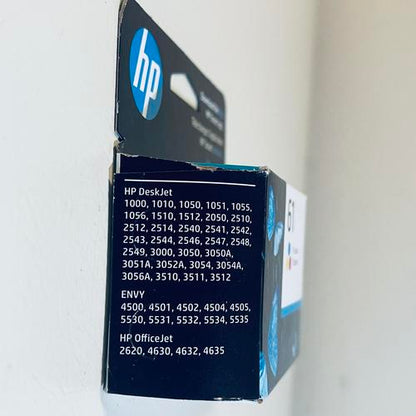 hp
HP DeskJet
1000, 1010, 1050, 1051, 1055,
1056, 1510, 1512, 2050, 2510,
2512, 2514, 2540, 2541, 2542,
2543, 2544, 2546, 2547, 2548,
2549, 3000, 3050, 3050A,
3051A, 3052A, 3054, 3054A,
3056A, 3510, 3511, 3512
ENVY
4500, 4501, 4502, 4504, 4505,
5530, 5531, 5532, 5534, 5535
HP OfficeJet
2620, 4630, 4632, 4635
61